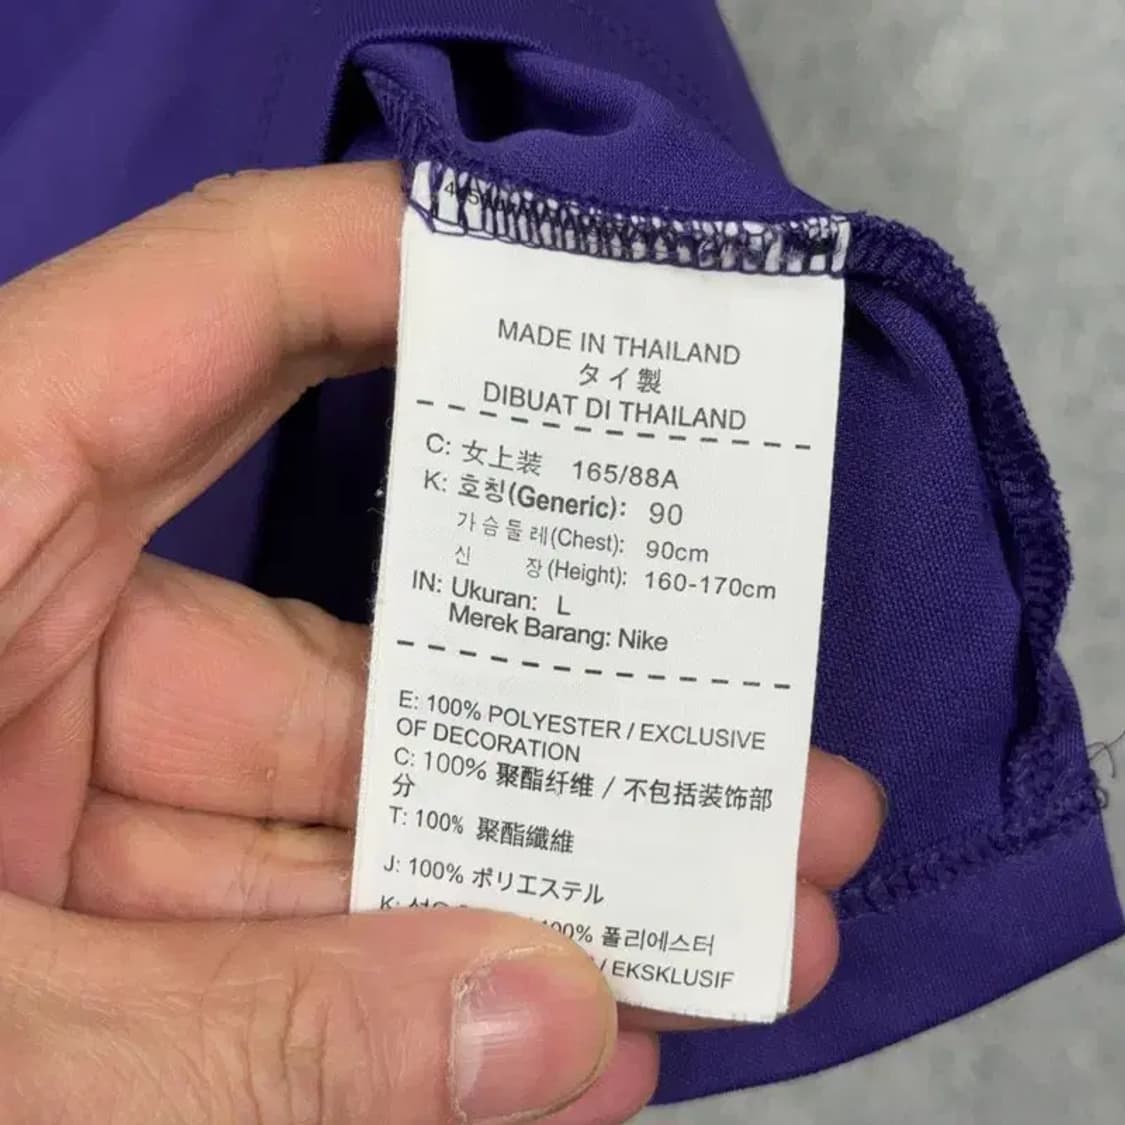 MADE IN THAILAND
タイ製
DIBUAT DI THAILAND
C: 女上装 165/88A
K: 호칭(Generic): 90
가슴둘레(Chest): 90cm
신 장(Height): 160-170cm
IN: Ukuran: L
Merek Barang: Nike
E: 100% POLYESTER / EXCLUSIVE
OF DECORATION
C: 100% 聚酯纤维 / 不包括装饰部
分
T: 100% 聚酯纖維
J: 100% ポリエステル
K: 100% 폴리에스터
/ EKSKLUSIF